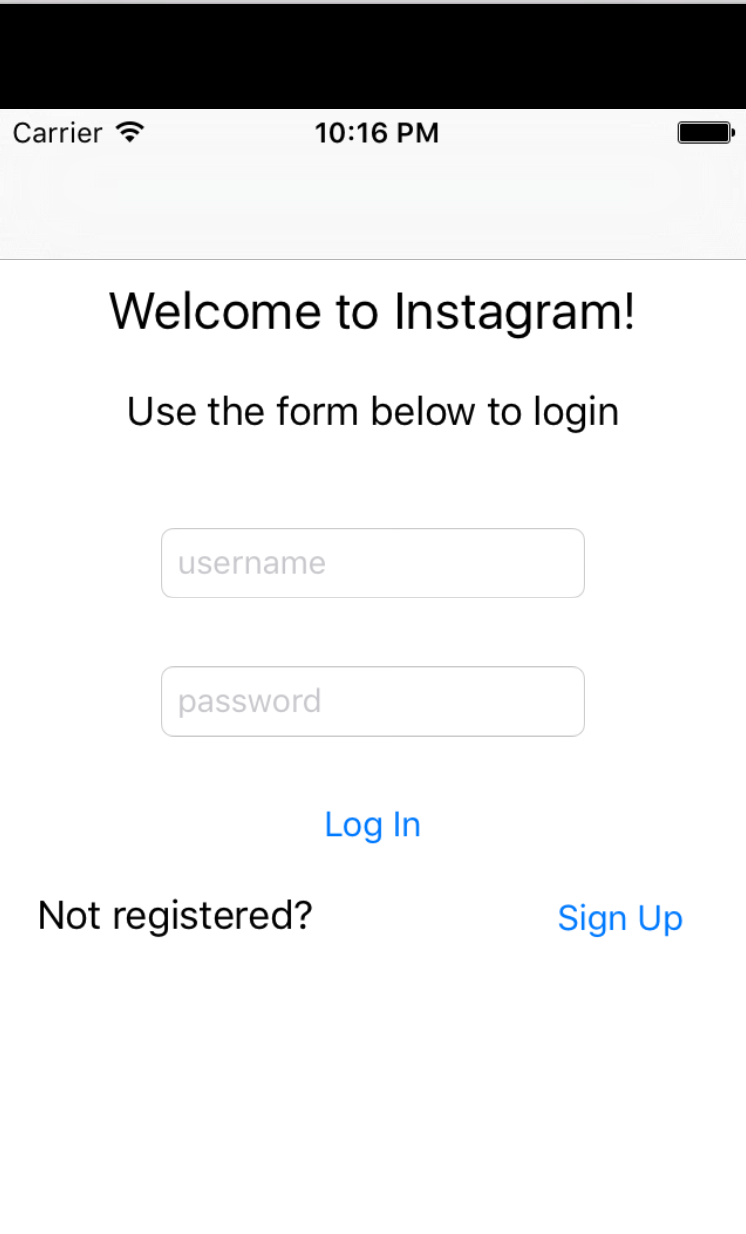 Carrier 10:16 PM
Welcome to Instagram!
Use the form below to login
username
password
Log In
Not registered? Sign Up